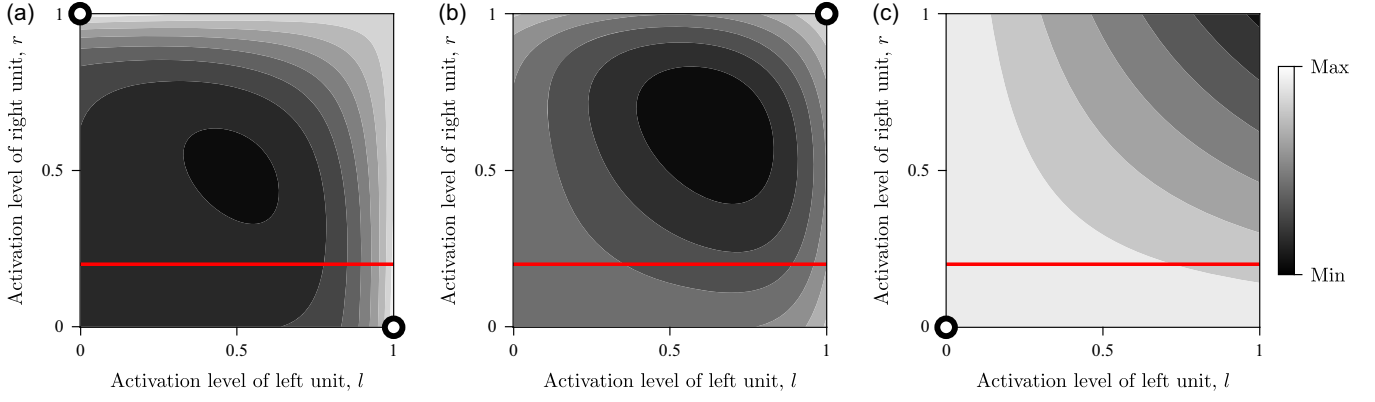 (a)
1
0.5
0
0
0.5
1
Activation level of right unit, r
Activation level of left unit, l
(b)
1
0.5
0
0
0.5
1
Activation level of right unit, r
Activation level of left unit, l
(c)
1
0.5
0
0
0.5
1
Activation level of right unit, r
Activation level of left unit, l
Max
Min